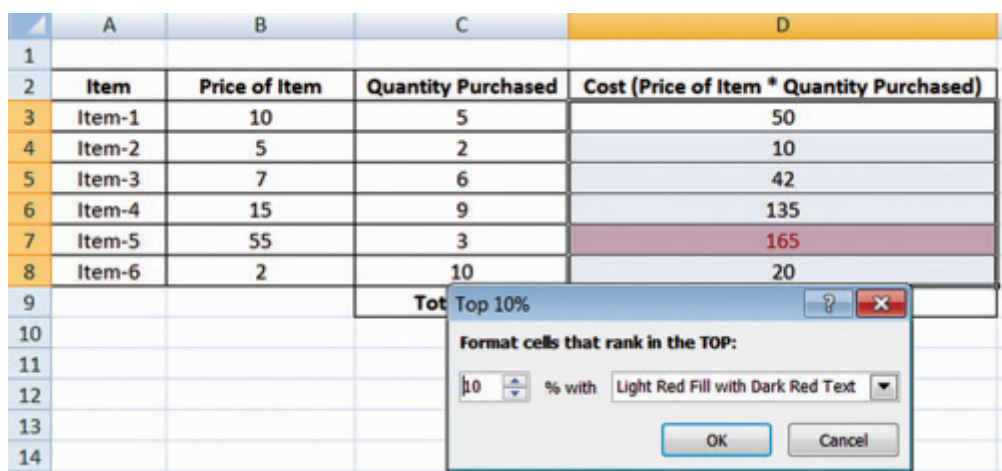 A B C D
1
2 Item Price of Item Quantity Purchased Cost (Price of Item * Quantity Purchased)
3 Item-1 10 5 50
4 Item-2 5 2 10
5 Item-3 7 6 42
6 Item-4 15 9 135
7 Item-5 55 3 165
8 Item-6 2 10 20
9 Tot
Top 10%
10
Format cells that rank in the TOP:
11
12 10 % with Light Red Fill with Dark Red Text
13
OK Cancel
14